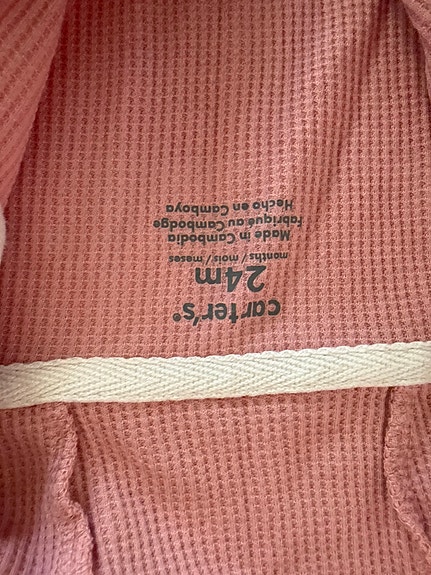 carter's®
24m
months / mois / meses
Made in Cambodia
fabriqué au Cambodge
Hecho en Camboya